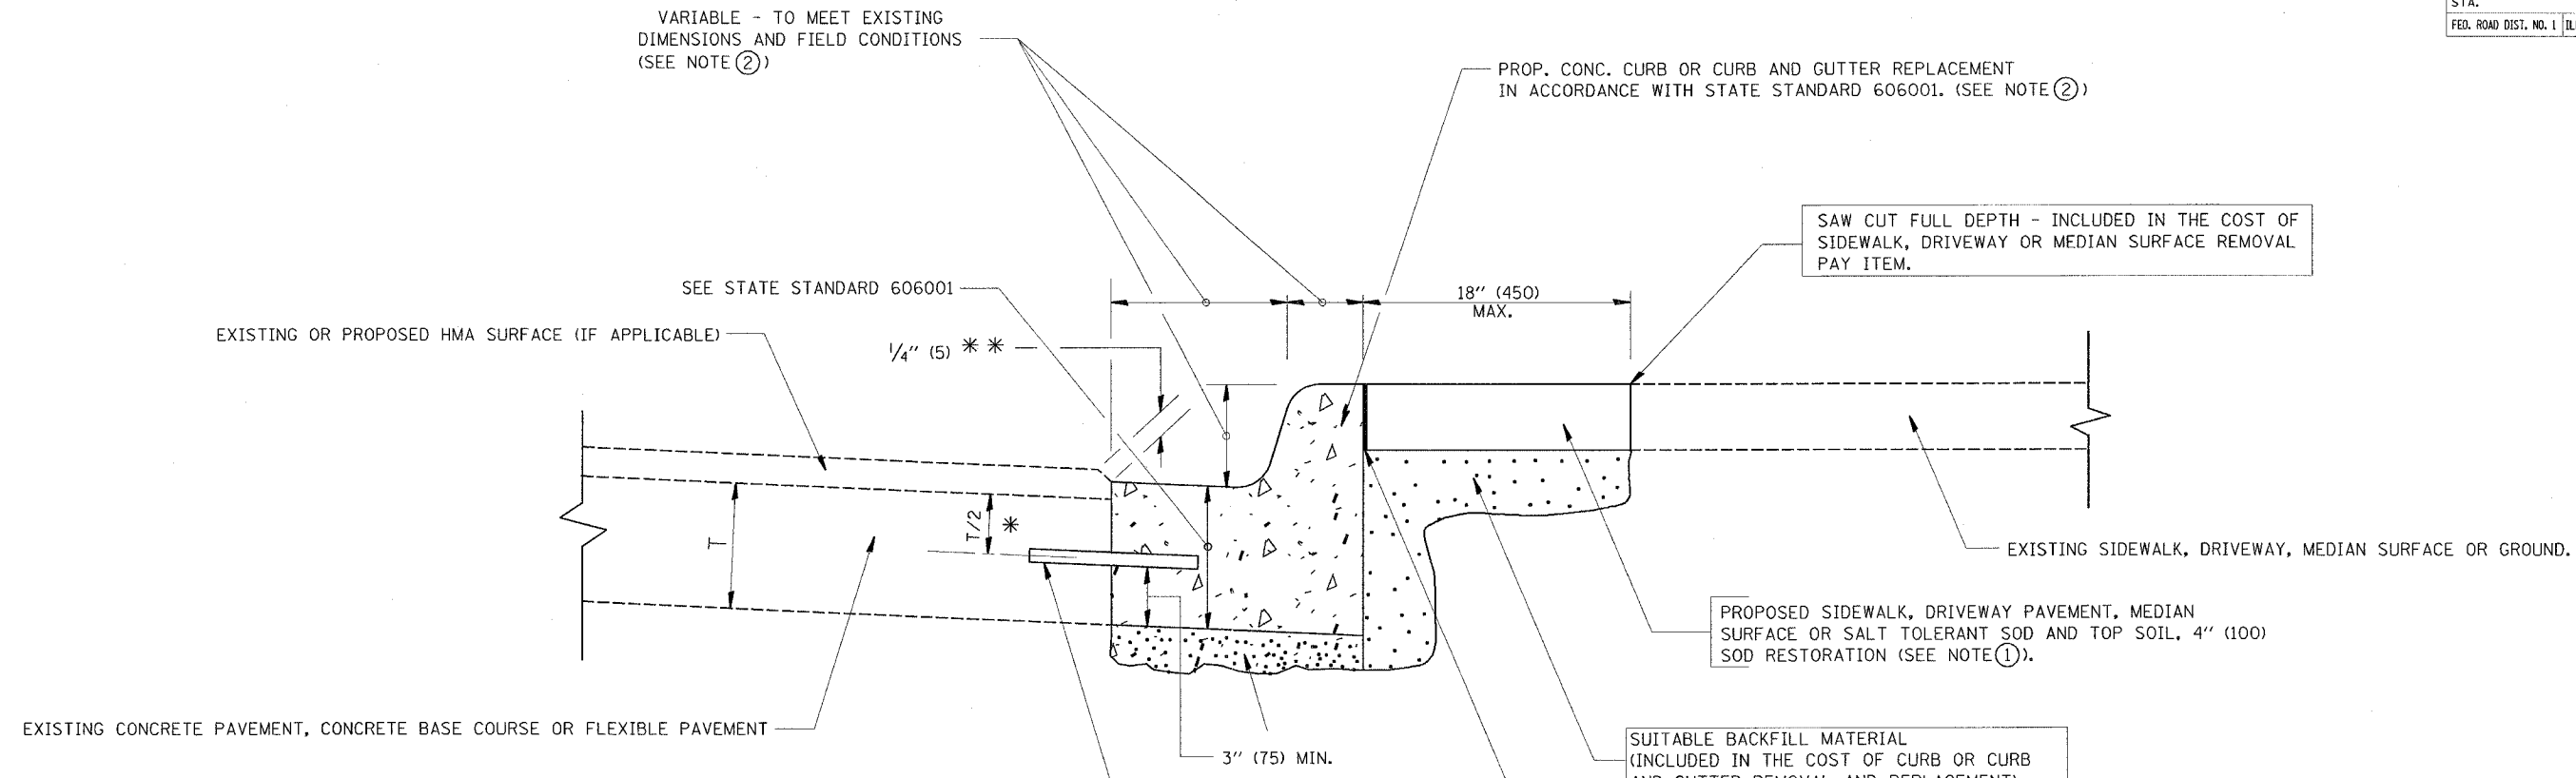 VARIABLE - TO MEET EXISTING
DIMENSIONS AND FIELD CONDITIONS
(SEE NOTE 2)
STA.
FED. ROAD DIST. NO. 1
PROP. CONC. CURB OR CURB AND GUTTER REPLACEMENT
IN ACCORDANCE WITH STATE STANDARD 606001. (SEE NOTE 2)
SAW CUT FULL DEPTH - INCLUDED IN THE COST OF
SIDEWALK, DRIVEWAY OR MEDIAN SURFACE REMOVAL
PAY ITEM.
SEE STATE STANDARD 606001
18" (450)
MAX.
EXISTING OR PROPOSED HMA SURFACE (IF APPLICABLE)
1/4" (5) * *
T
T/2
*
EXISTING SIDEWALK, DRIVEWAY, MEDIAN SURFACE OR GROUND.
PROPOSED SIDEWALK, DRIVEWAY PAVEMENT, MEDIAN
SURFACE OR SALT TOLERANT SOD AND TOP SOIL, 4" (100)
SOD RESTORATION (SEE NOTE 1).
EXISTING CONCRETE PAVEMENT, CONCRETE BASE COURSE OR FLEXIBLE PAVEMENT
3" (75) MIN.
SUITABLE BACKFILL MATERIAL
(INCLUDED IN THE COST OF CURB OR CURB
AND GUTTER REMOVAL AND REPLACEMENT)